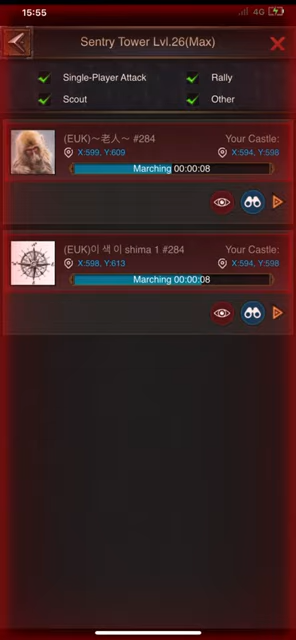 15:55
4G
Sentry Tower Lvl.26(Max)
Single-Player Attack
Rally
Scout
Other
(EUK)～老人～ #284
Your Castle:
X:599, Y:609
X:594, Y:598
Marching 00:00:08
(EUK)이 색 이 shima 1 #284
Your Castle:
X:598, Y:613
X:594, Y:598
Marching 00:00:08